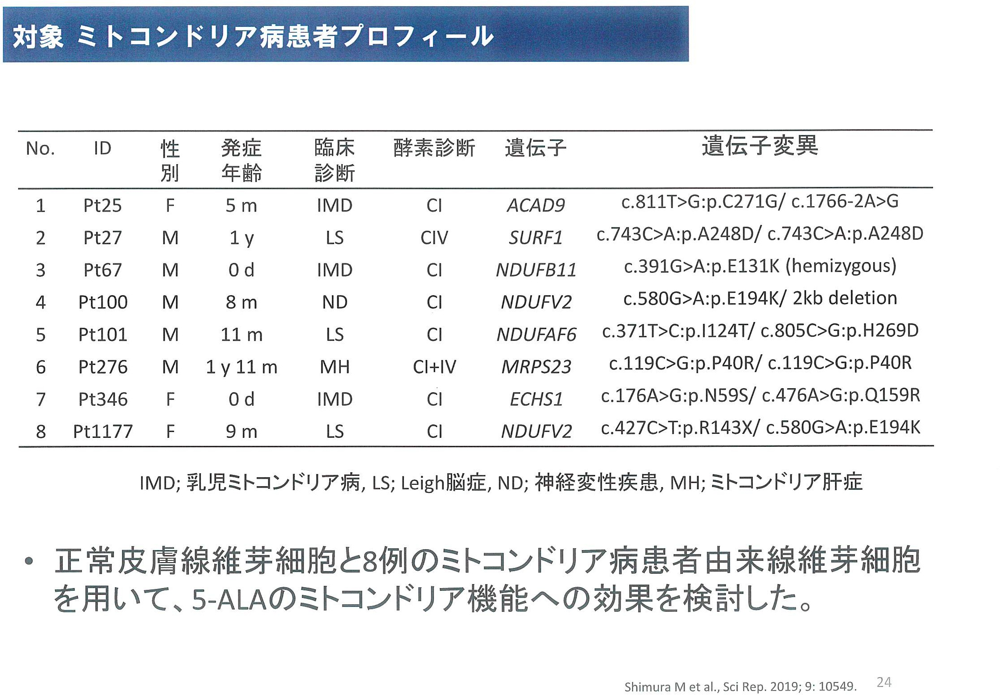 対象 ミトコンドリア病患者プロフィール
No. ID 性別 発症年齢 臨床診断 酵素診断 遺伝子 遺伝子変異
1 Pt25 F 5 m IMD CI ACAD9 c.811T>G:p.C271G/ c.1766-2A>G
2 Pt27 M 1 y LS CIV SURF1 c.743C>A:p.A248D/ c.743C>A:p.A248D
3 Pt67 M 0 d IMD CI NDUFB11 c.391G>A:p.E131K (hemizygous)
4 Pt100 M 8 m ND CI NDUFV2 c.580G>A:p.E194K/ 2kb deletion
5 Pt101 M 11 m LS CI NDUFAF6 c.371T>C:p.I124T/ c.805C>G:p.H269D
6 Pt276 M 1 y 11 m MH CI+IV MRPS23 c.119C>G:p.P40R/ c.119C>G:p.P40R
7 Pt346 F 0 d IMD CI ECHS1 c.176A>G:p.N59S/ c.476A>G:p.Q159R
8 Pt1177 F 9 m LS CI NDUFV2 c.427C>T:p.R143X/ c.580G>A:p.E194K
IMD; 乳児ミトコンドリア病, LS; Leigh脳症, ND; 神経変性疾患, MH; ミトコンドリア肝症
• 正常皮膚線維芽細胞と8例のミトコンドリア病患者由来線維芽細胞
を用いて、5-ALAのミトコンドリア機能への効果を検討した。
Shimura M et al., Sci Rep. 2019; 9: 10549.
24